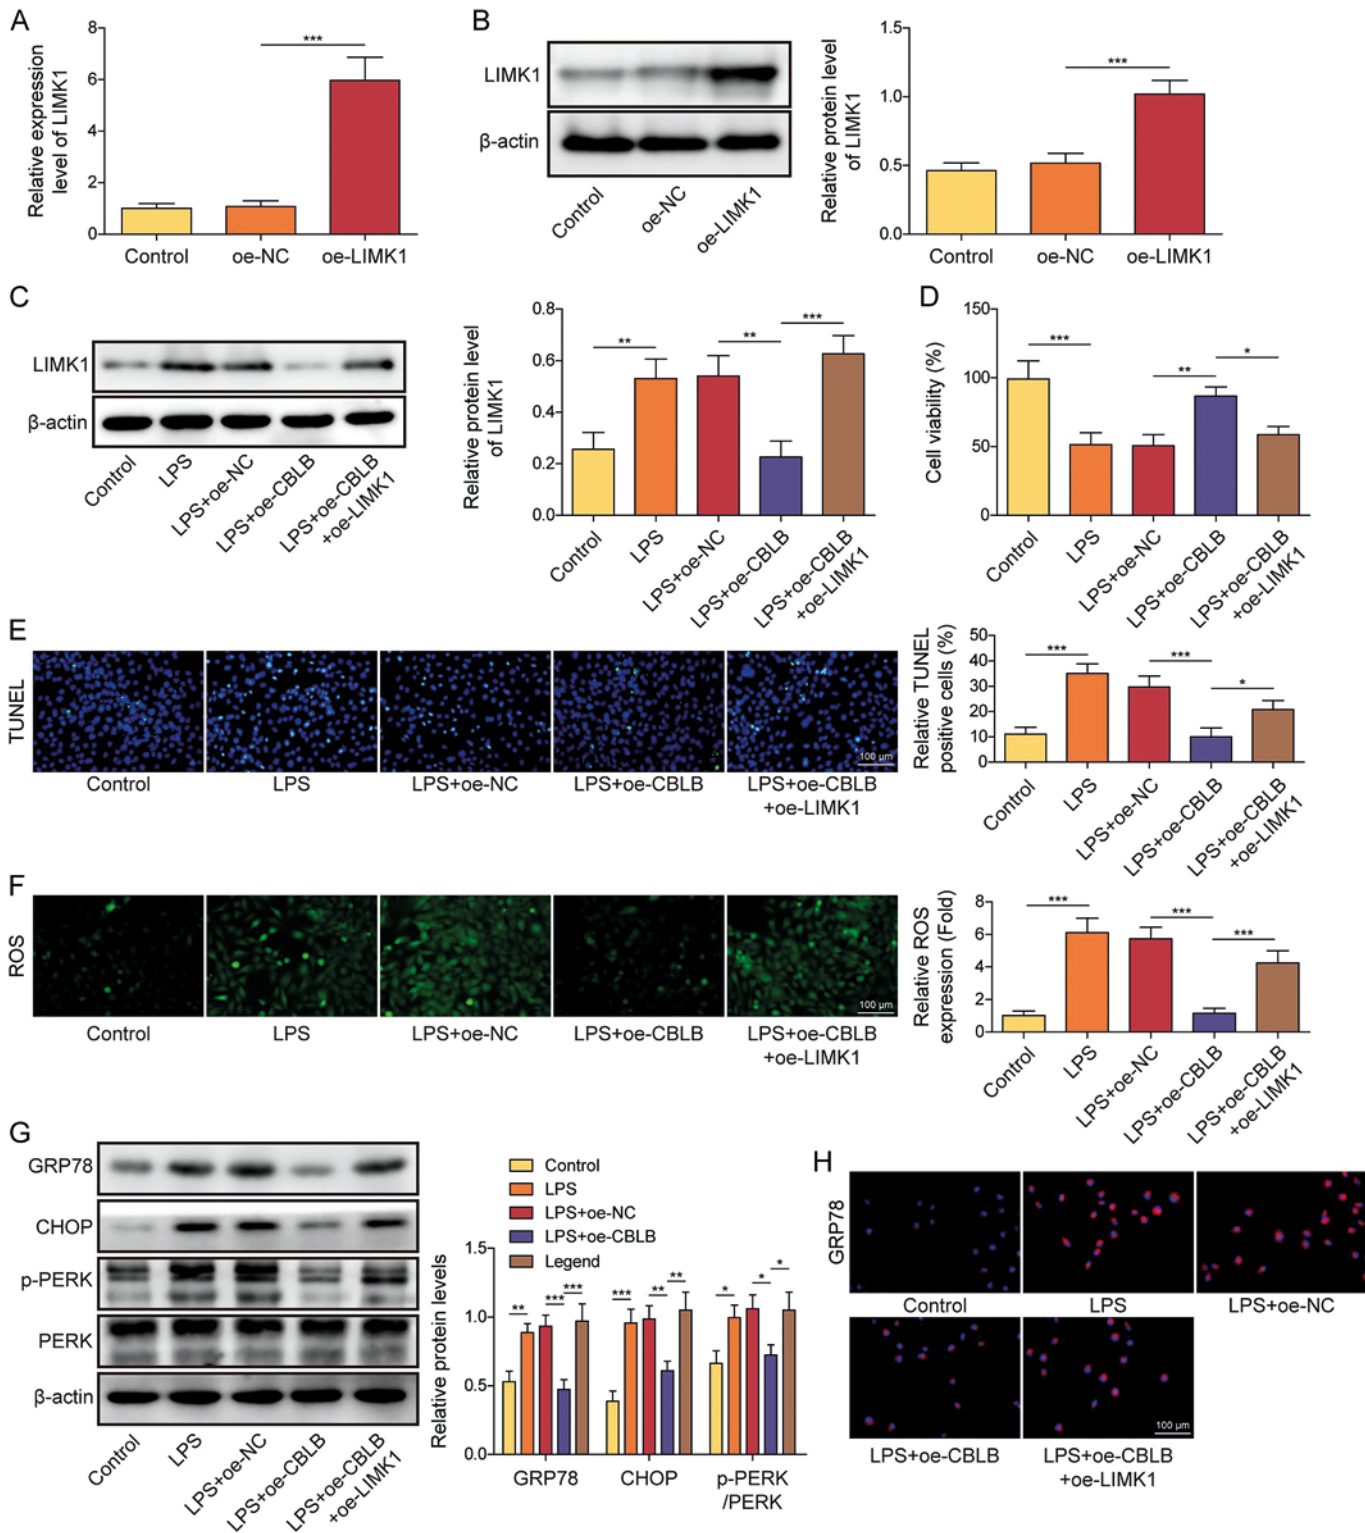 A
Relative expression
level of LIMK1
8
6
4
2
0
***
Control
oe-NC
oe-LIMK1
B
LIMK1
β-actin
Control
oe-NC
oe-LIMK1
Relative protein level
of LIMK1
1.5
1.0
0.5
0.0
***
Control
oe-NC
oe-LIMK1
C
LIMK1
β-actin
Control
LPS
LPS+oe-NC
LPS+oe-CBLB
LPS+oe-CBLB
+oe-LIMK1
Relative protein level
of LIMK1
0.8
0.6
0.4
0.2
0.0
**
**
***
Control
LPS
LPS+oe-NC
LPS+oe-CBLB
LPS+oe-CBLB
+oe-LIMK1
D
Cell viability (%)
150
100
50
0
***
**
*
Control
LPS
LPS+oe-NC
LPS+oe-CBLB
LPS+oe-CBLB
+oe-LIMK1
E
TUNEL
100 μm
Control
LPS
LPS+oe-NC
LPS+oe-CBLB
LPS+oe-CBLB
+oe-LIMK1
Relative TUNEL
positive cells (%)
50
40
30
20
10
0
***
***
*
Control
LPS
LPS+oe-NC
LPS+oe-CBLB
LPS+oe-CBLB
+oe-LIMK1
F
ROS
100 μm
Control
LPS
LPS+oe-NC
LPS+oe-CBLB
LPS+oe-CBLB
+oe-LIMK1
Relative ROS
expression (Fold)
8
6
4
2
0
***
***
***
Control
LPS
LPS+oe-NC
LPS+oe-CBLB
LPS+oe-CBLB
+oe-LIMK1
G
GRP78
CHOP
p-PERK
PERK
β-actin
Control
LPS
LPS+oe-NC
LPS+oe-CBLB
LPS+oe-CBLB
+oe-LIMK1
Control
LPS
LPS+oe-NC
LPS+oe-CBLB
Legend
Relative protein levels
1.5
1.0
0.5
0.0
**
***
***
***
**
**
*
*
*
GRP78
CHOP
p-PERK
/PERK
H
GRP78
Control
LPS
LPS+oe-NC
100 μm
LPS+oe-CBLB
LPS+oe-CBLB
+oe-LIMK1